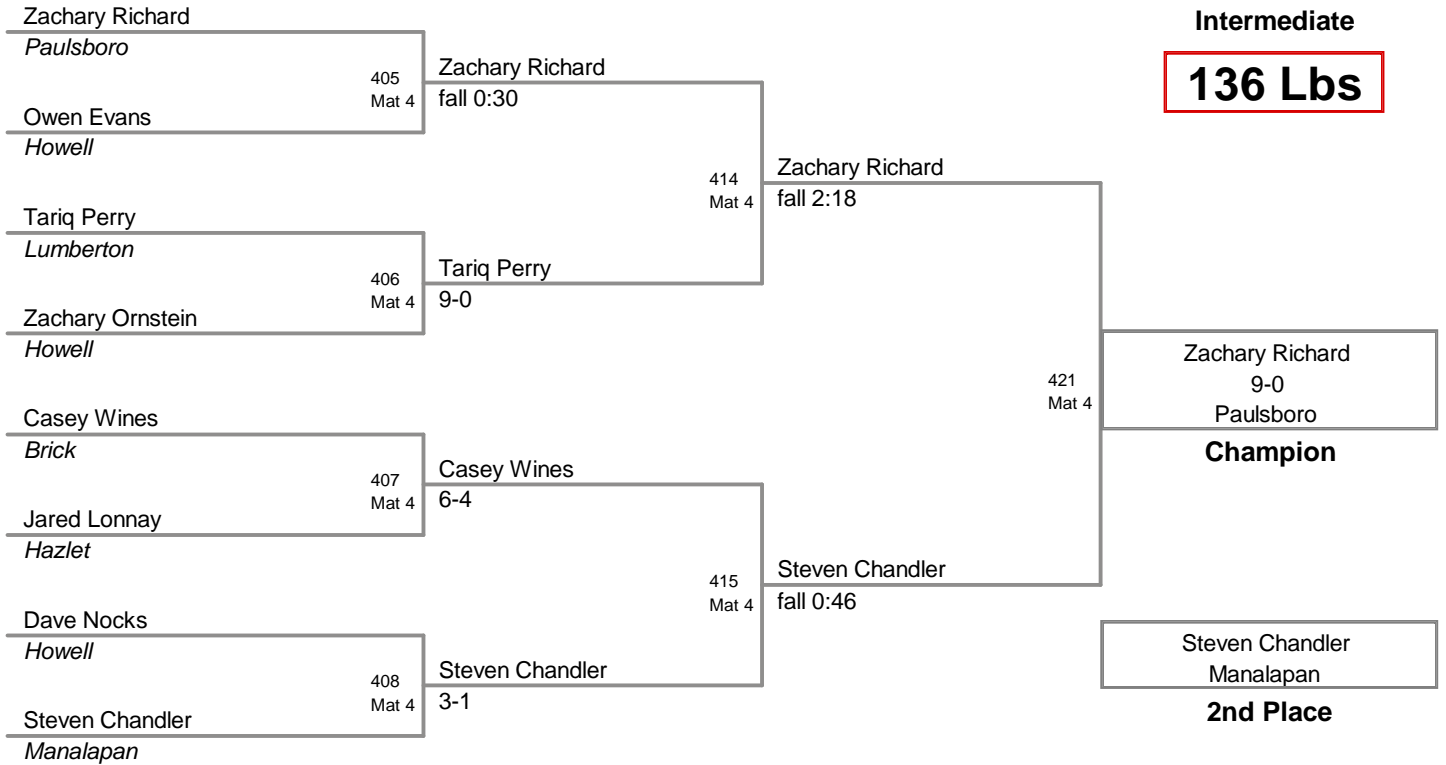 Zachary Richard
Paulsboro
405
Mat 4
Zachary Richard
fall 0:30
Owen Evans
Howell
414
Mat 4
Zachary Richard
fall 2:18
Tariq Perry
Lumberton
406
Mat 4
Tariq Perry
9-0
Zachary Ornstein
Howell
421
Mat 4
Casey Wines
Brick
407
Mat 4
Casey Wines
6-4
Jared Lonnay
Hazlet
415
Mat 4
Steven Chandler
fall 0:46
Dave Nocks
Howell
408
Mat 4
Steven Chandler
3-1
Steven Chandler
Manalapan
Intermediate
136 Lbs
Zachary Richard
9-0
Paulsboro
Champion
Steven Chandler
Manalapan
2nd Place